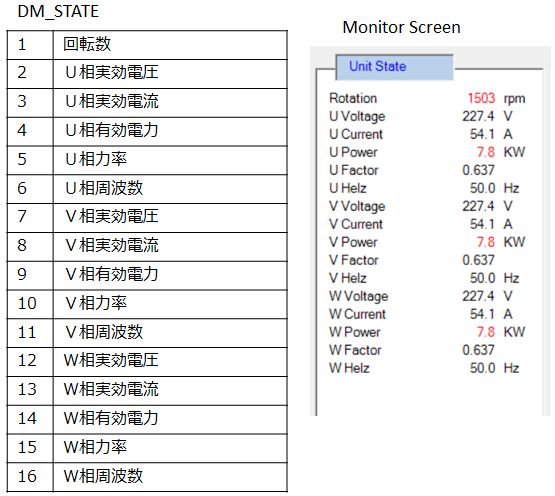 DM_STATE
1 回転数
2 U相実効電圧
3 U相実効電流
4 U相有効電力
5 U相力率
6 U相周波数
7 V相実効電圧
8 V相実効電流
9 V相有効電力
10 V相力率
11 V相周波数
12 W相実効電圧
13 W相実効電流
14 W相有効電力
15 W相力率
16 W相周波数
Monitor Screen
Unit State
Rotation 1503 rpm
U Voltage 227.4 V
U Current 54.1 A
U Power 7.8 KW
U Factor 0.637
U Helz 50.0 Hz
V Voltage 227.4 V
V Current 54.1 A
V Power 7.8 KW
V Factor 0.637
V Helz 50.0 Hz
W Voltage 227.4 V
W Current 54.1 A
W Power 7.8 KW
W Factor 0.637
W Helz 50.0 Hz